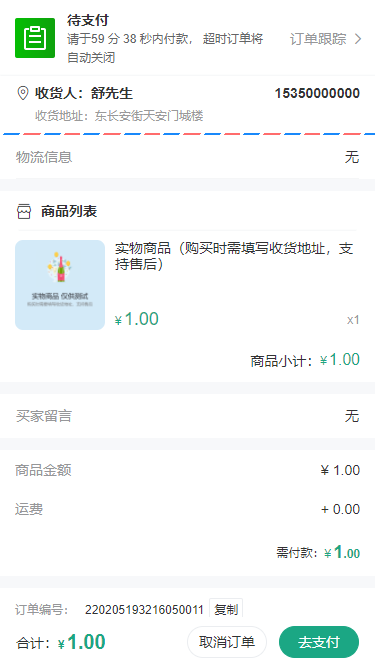 待支付
请于59 分 38 秒内付款， 超时订单将
自动关闭
订单跟踪
收货人：舒先生 15350000000
收货地址：东长安街天安门城楼
物流信息 无
商品列表
实物商品（购买时需填写收货地址，支
持售后）
实物商品 仅供测试
¥1.00 x1
商品小计：¥1.00
买家留言 无
商品金额 ¥ 1.00
运费 + 0.00
需付款：¥1.00
订单编号： 220205193216050011 复制
合计：¥1.00 取消订单 去支付